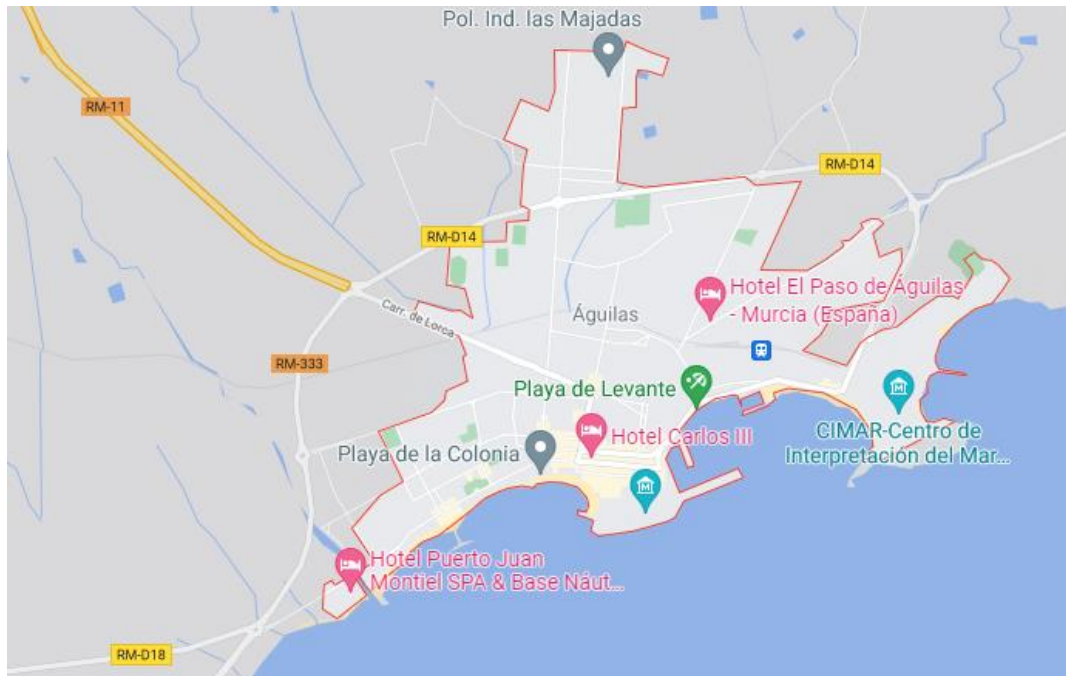 Pol. Ind. las Majadas
RM-11
RM-D14
RM-D14
Hotel El Paso de Águilas
- Murcia (España)
Águilas
Carr. de Lorca
RM-333
Playa de Levante
CIMAR-Centro de
Interpretación del Mar...
Hotel Carlos III
Playa de la Colonia
M
M
Hotel Puerto Juan
Montiel SPA & Base Náut...
RM-D18